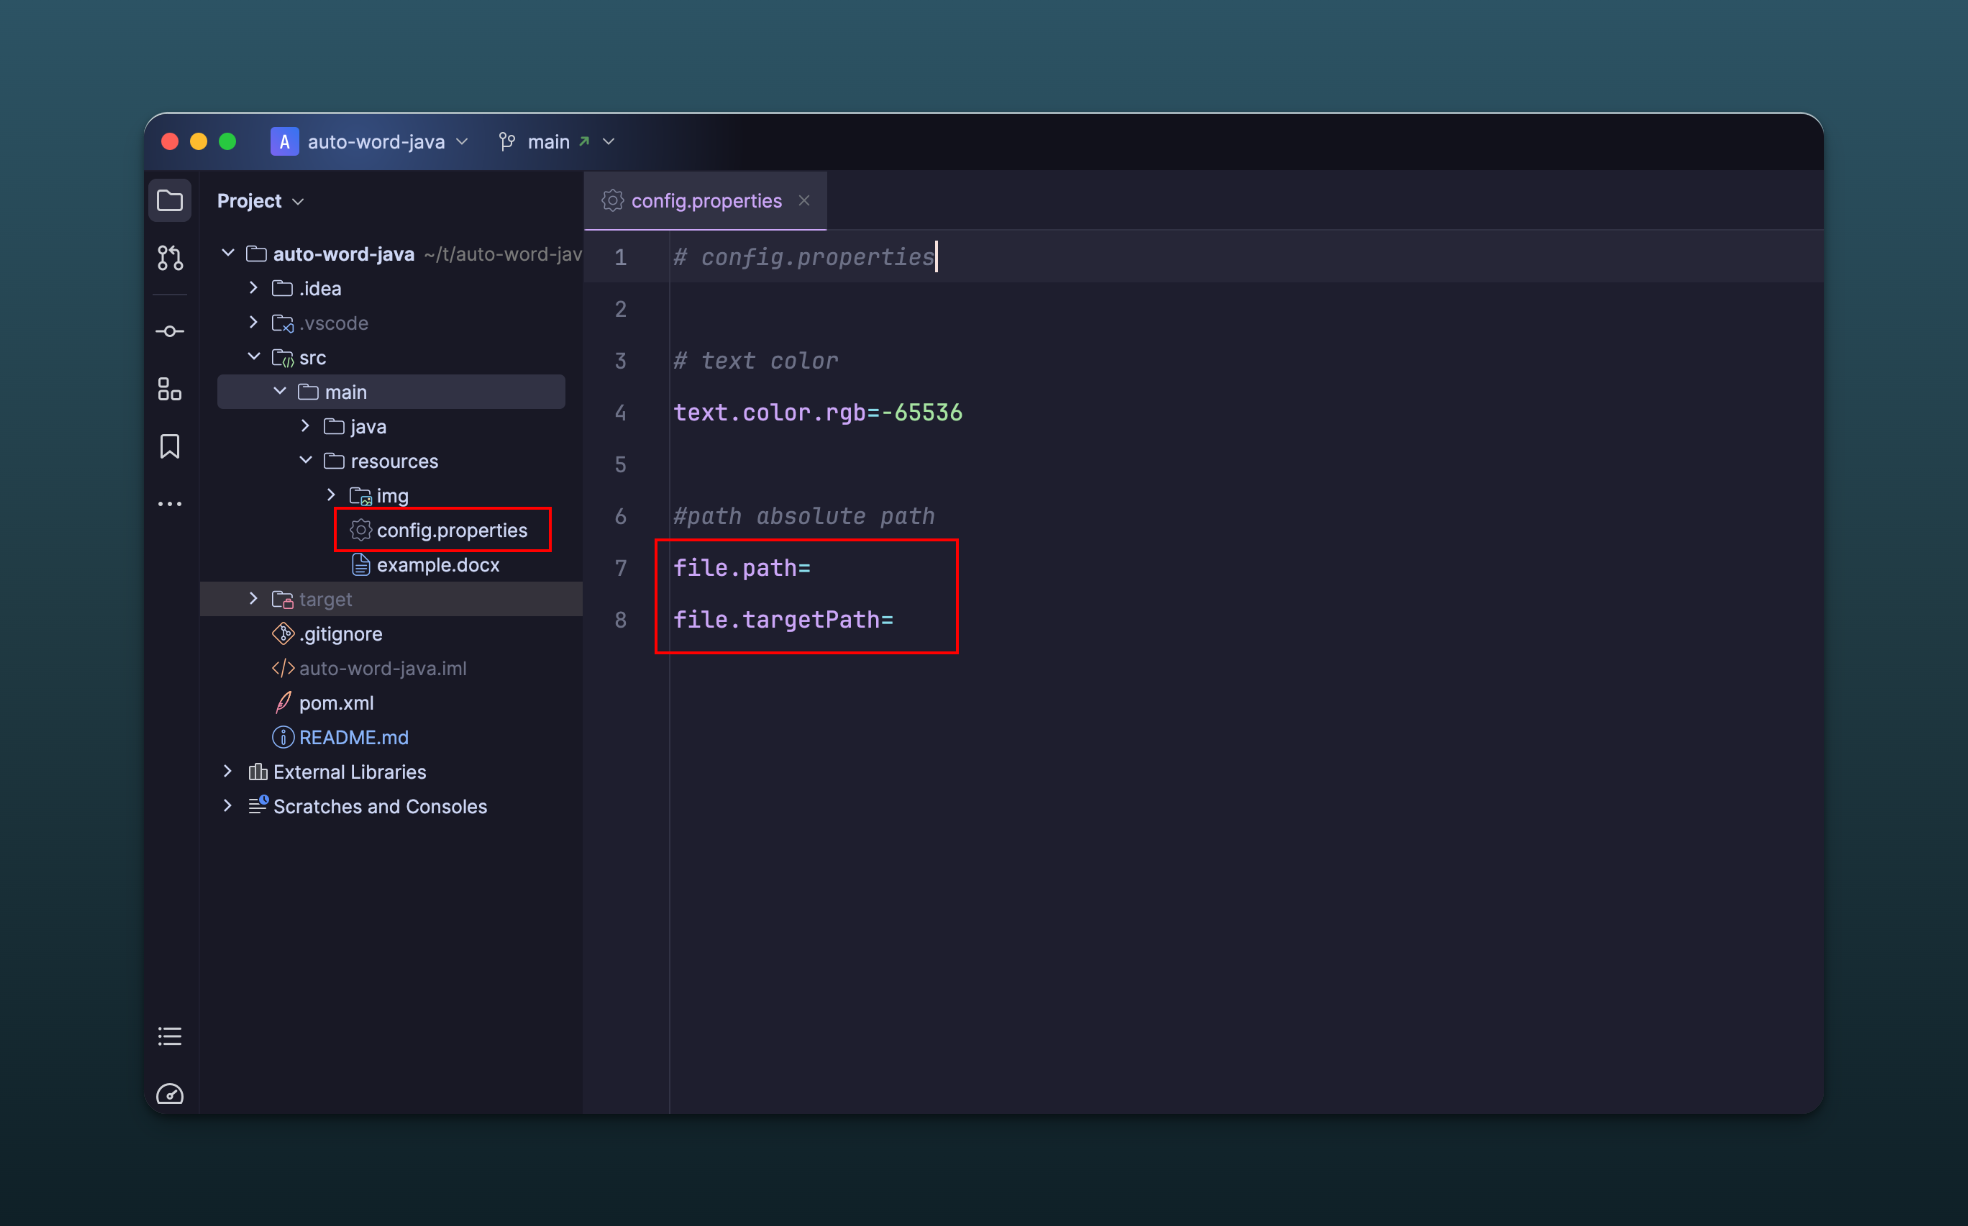 A auto-word-java main
Project
config.properties
auto-word-java ~/t/auto-word-jav
.idea
.vscode
src
main
java
resources
img
config.properties
example.docx
target
.gitignore
auto-word-java.iml
pom.xml
README.md
External Libraries
Scratches and Consoles
1 # config.properties
2
3 # text color
4 text.color.rgb=-65536
5
6 #path absolute path
7 file.path=
8 file.targetPath=